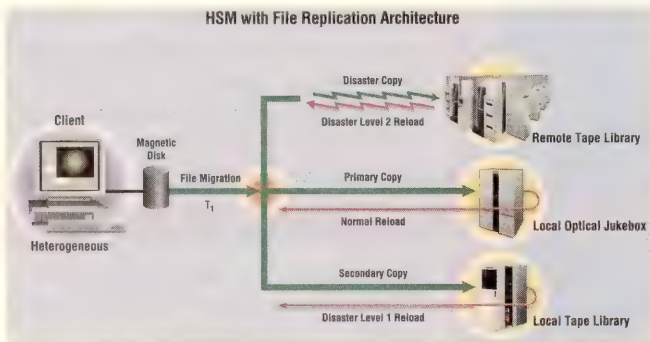 HSM with File Replication Architecture
Disaster Copy
Disaster Level 2 Reload
Remote Tape Library
Client
Magnetic
Disk
File Migration
T1
Primary Copy
Normal Reload
Local Optical Jukebox
Heterogeneous
Secondary Copy
Disaster Level 1 Reload
Local Tape Library